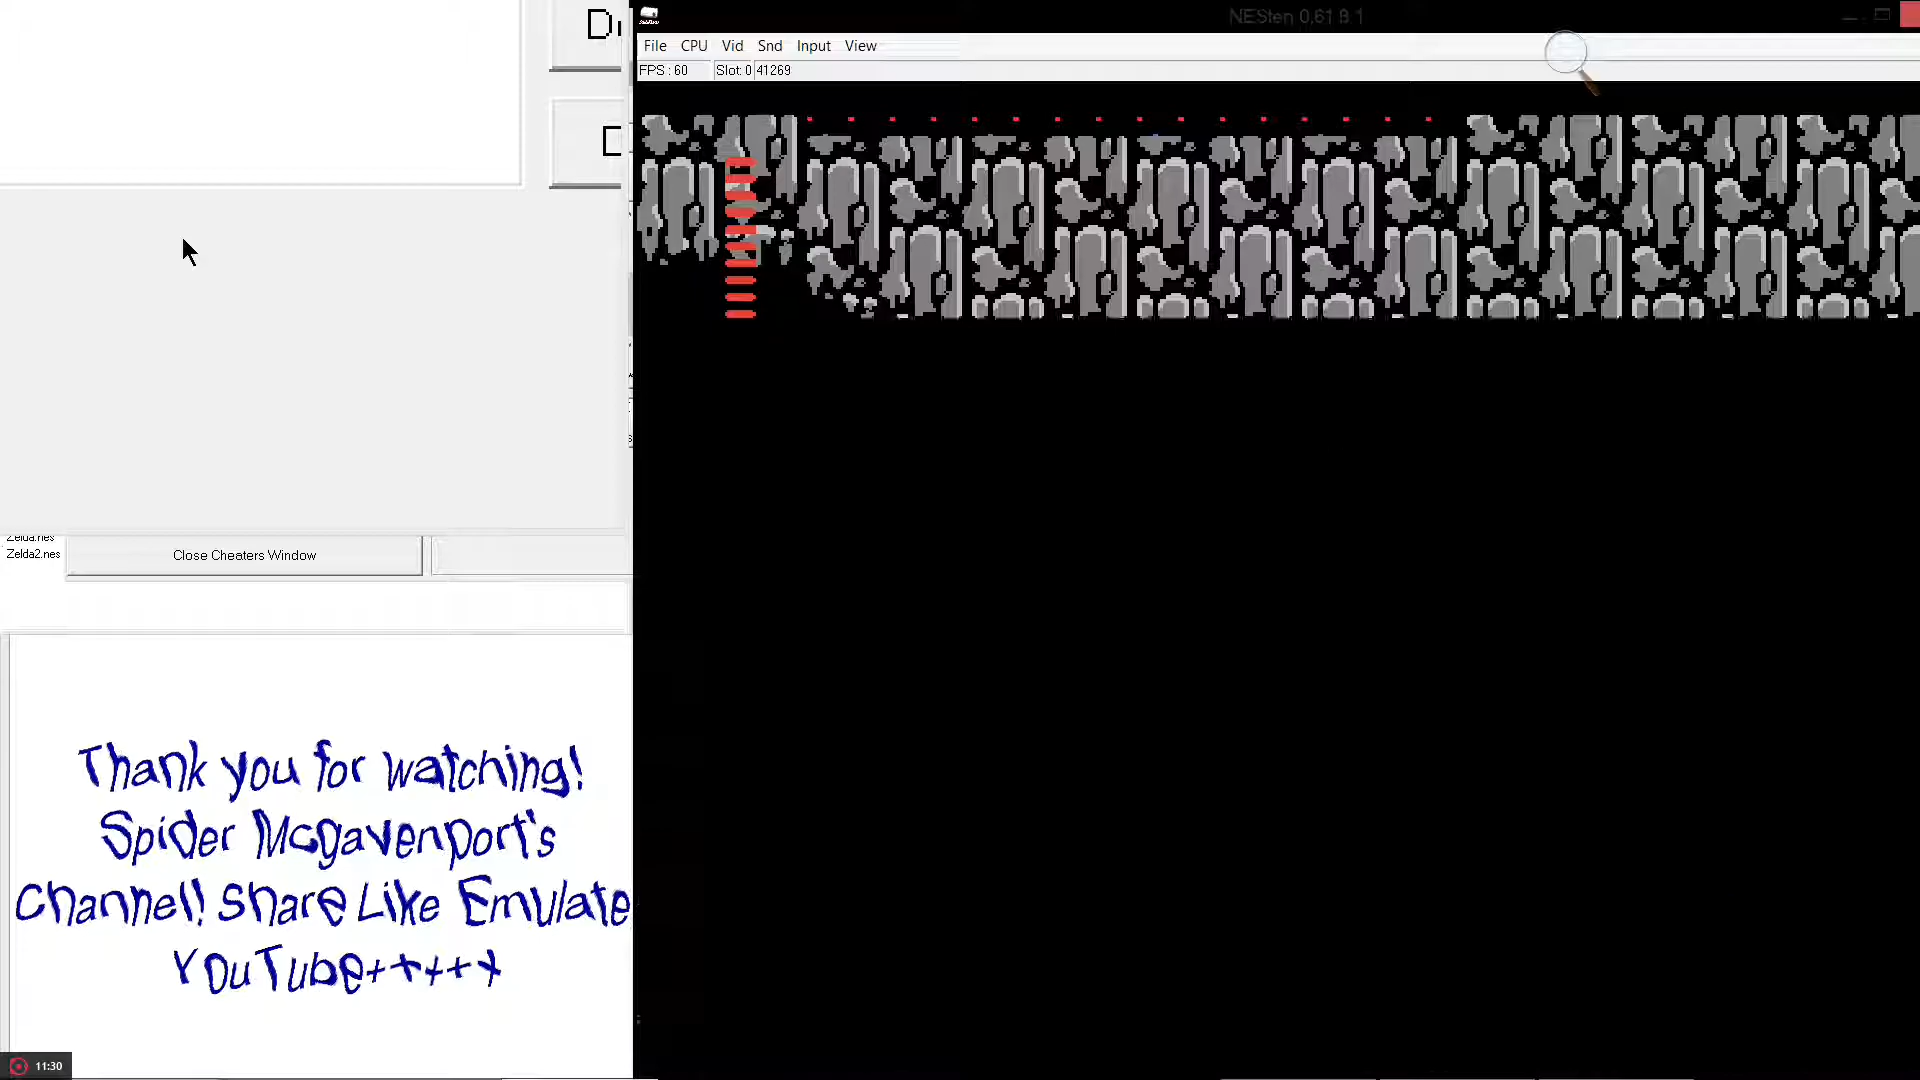 NESten 0.61 B 1
File CPU Vid Snd Input View
FPS : 60 Slot: 0 41269
Zelda.nes
Zelda2.nes
Close Cheaters Window
Thank you for watching!
Spider Mcgavenport's
Channel! Share Like Emulate
YOuTube+++++
11:30